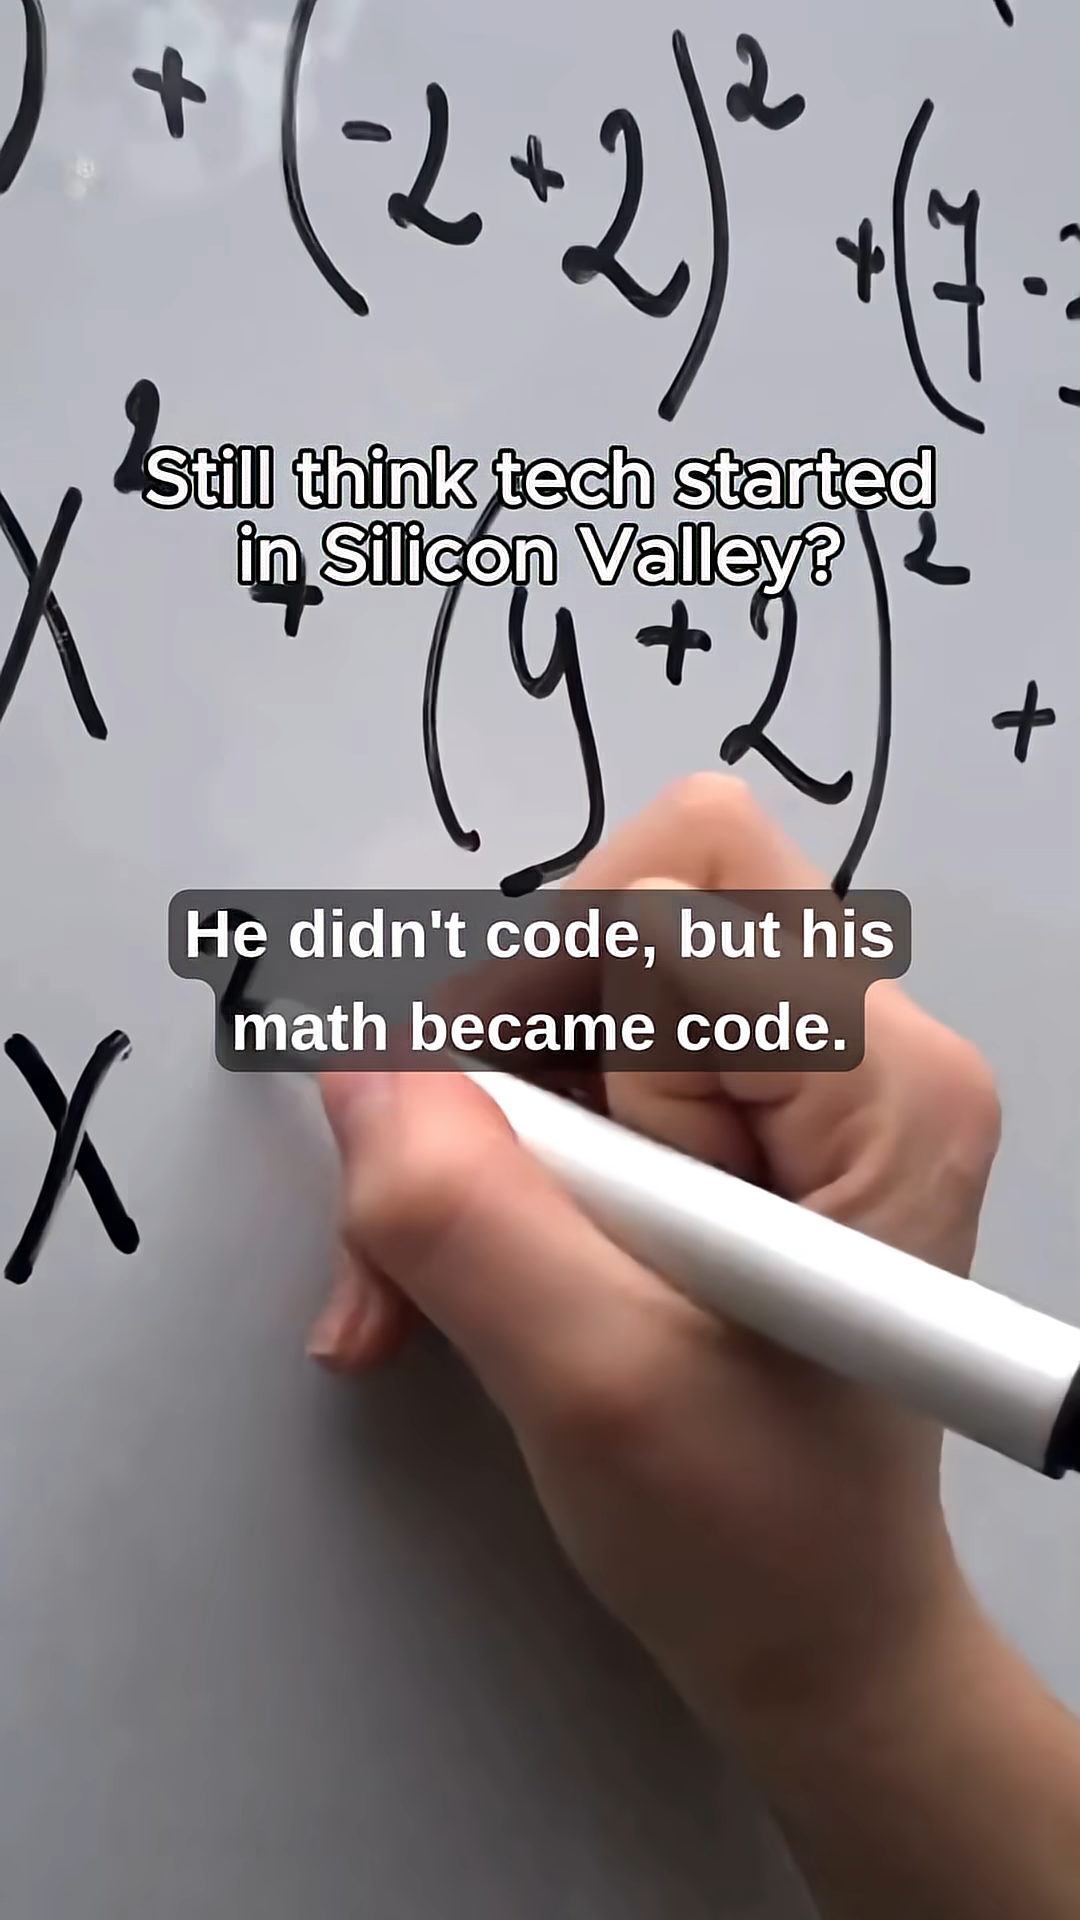 ) + (-2+2)² + (7-
x² + (y+2)² +
Still think tech started
in Silicon Valley?
He didn't code, but his
math became code.
x²